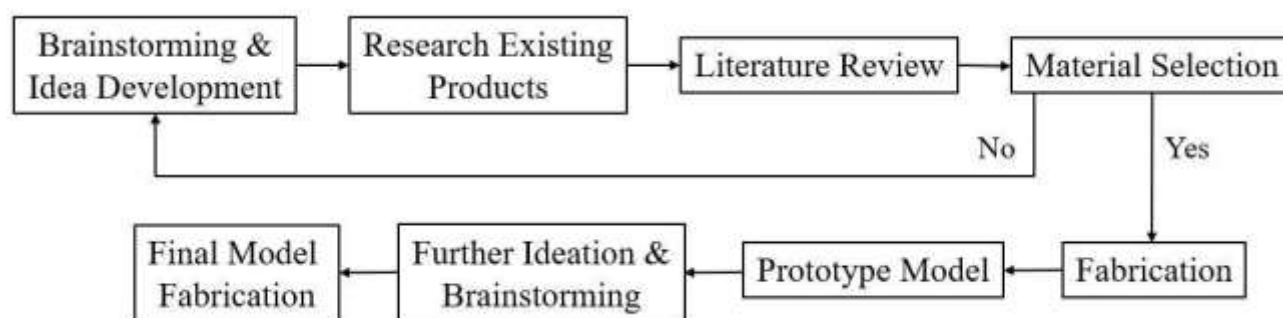 Brainstorming &
Idea Development
Research Existing
Products
Literature Review
Material Selection
No
Yes
Final Model
Fabrication
Further Ideation &
Brainstorming
Prototype Model
Fabrication